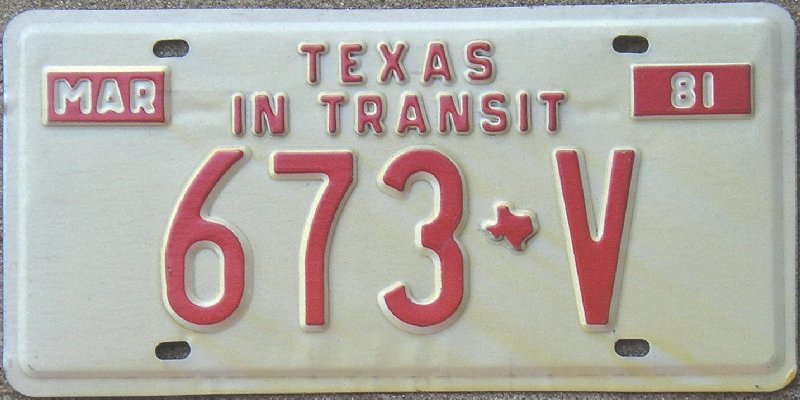 TEXAS
MAR 81
IN TRANSIT
673 V